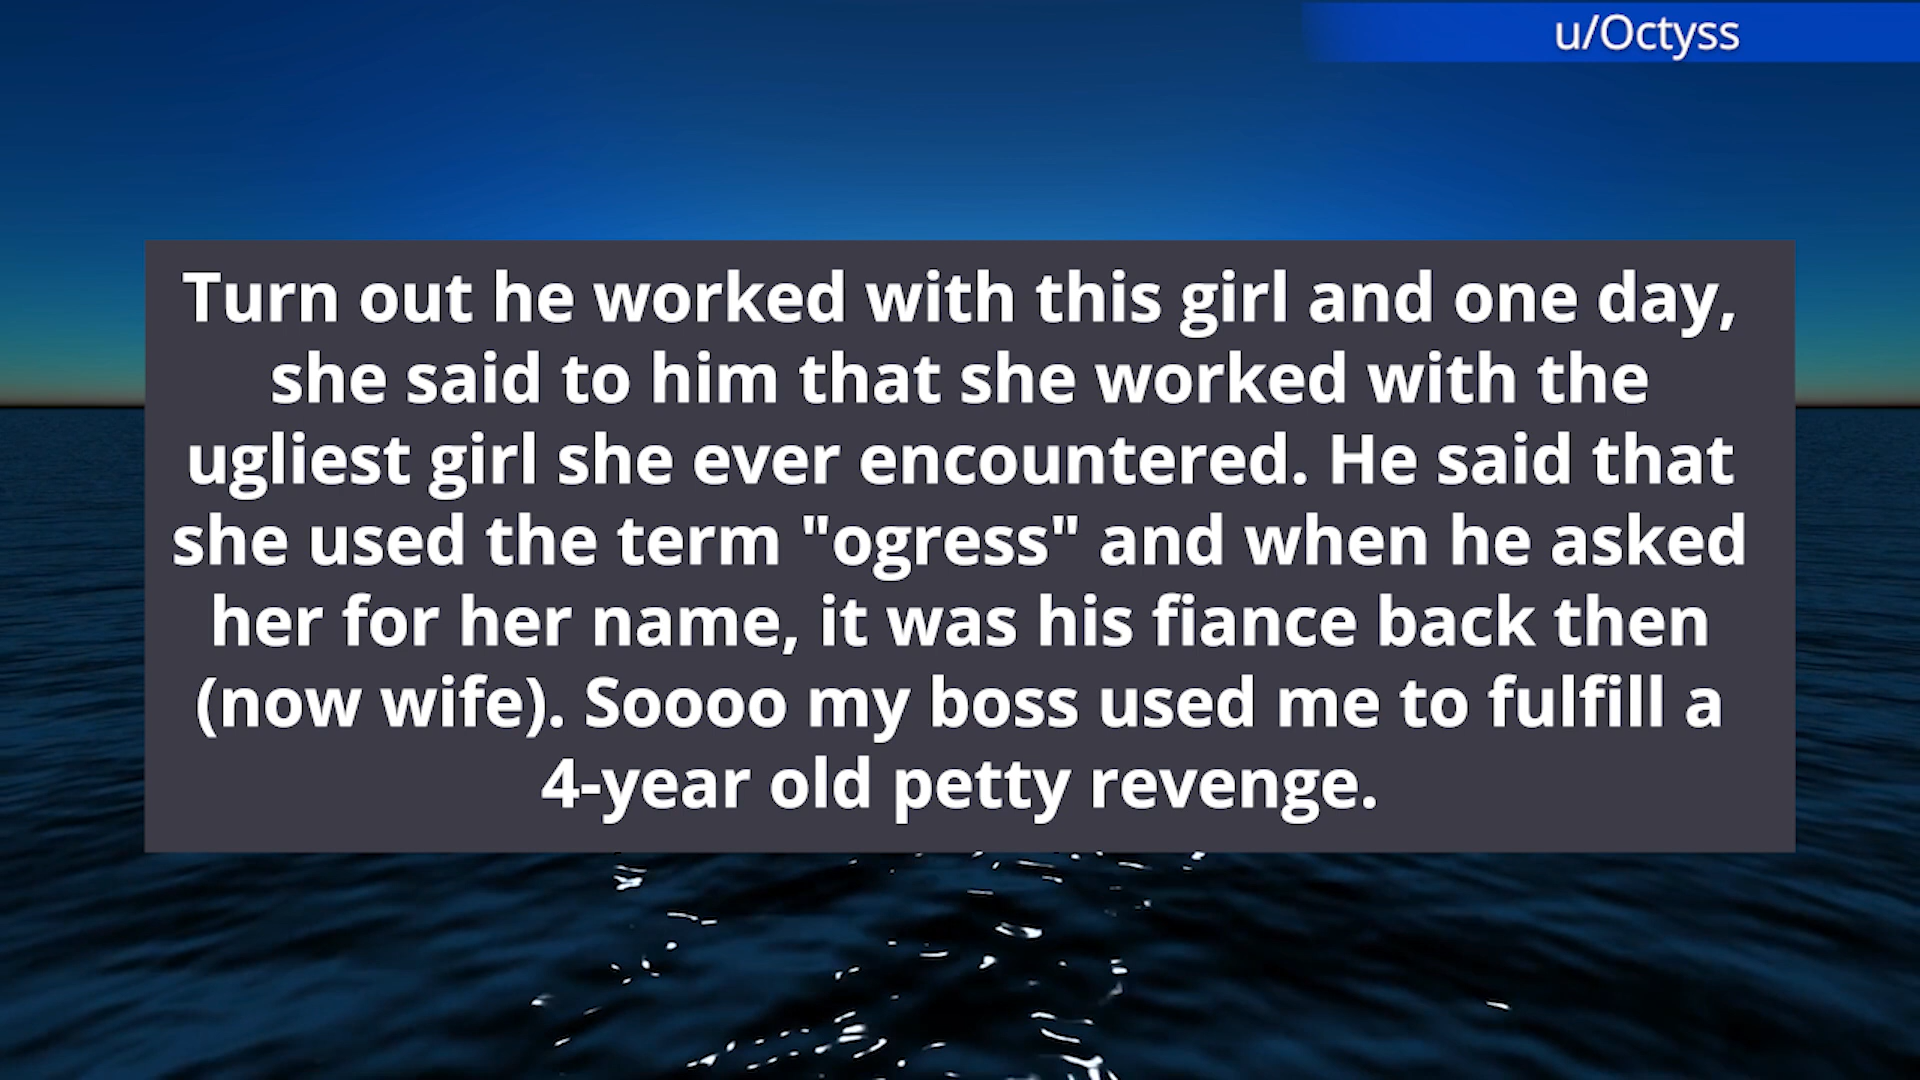 u/Octyss
Turn out he worked with this girl and one day,
she said to him that she worked with the
ugliest girl she ever encountered. He said that
she used the term "ogress" and when he asked
her for her name, it was his fiance back then
(now wife). Soooo my boss used me to fulfill a
4-year old petty revenge.